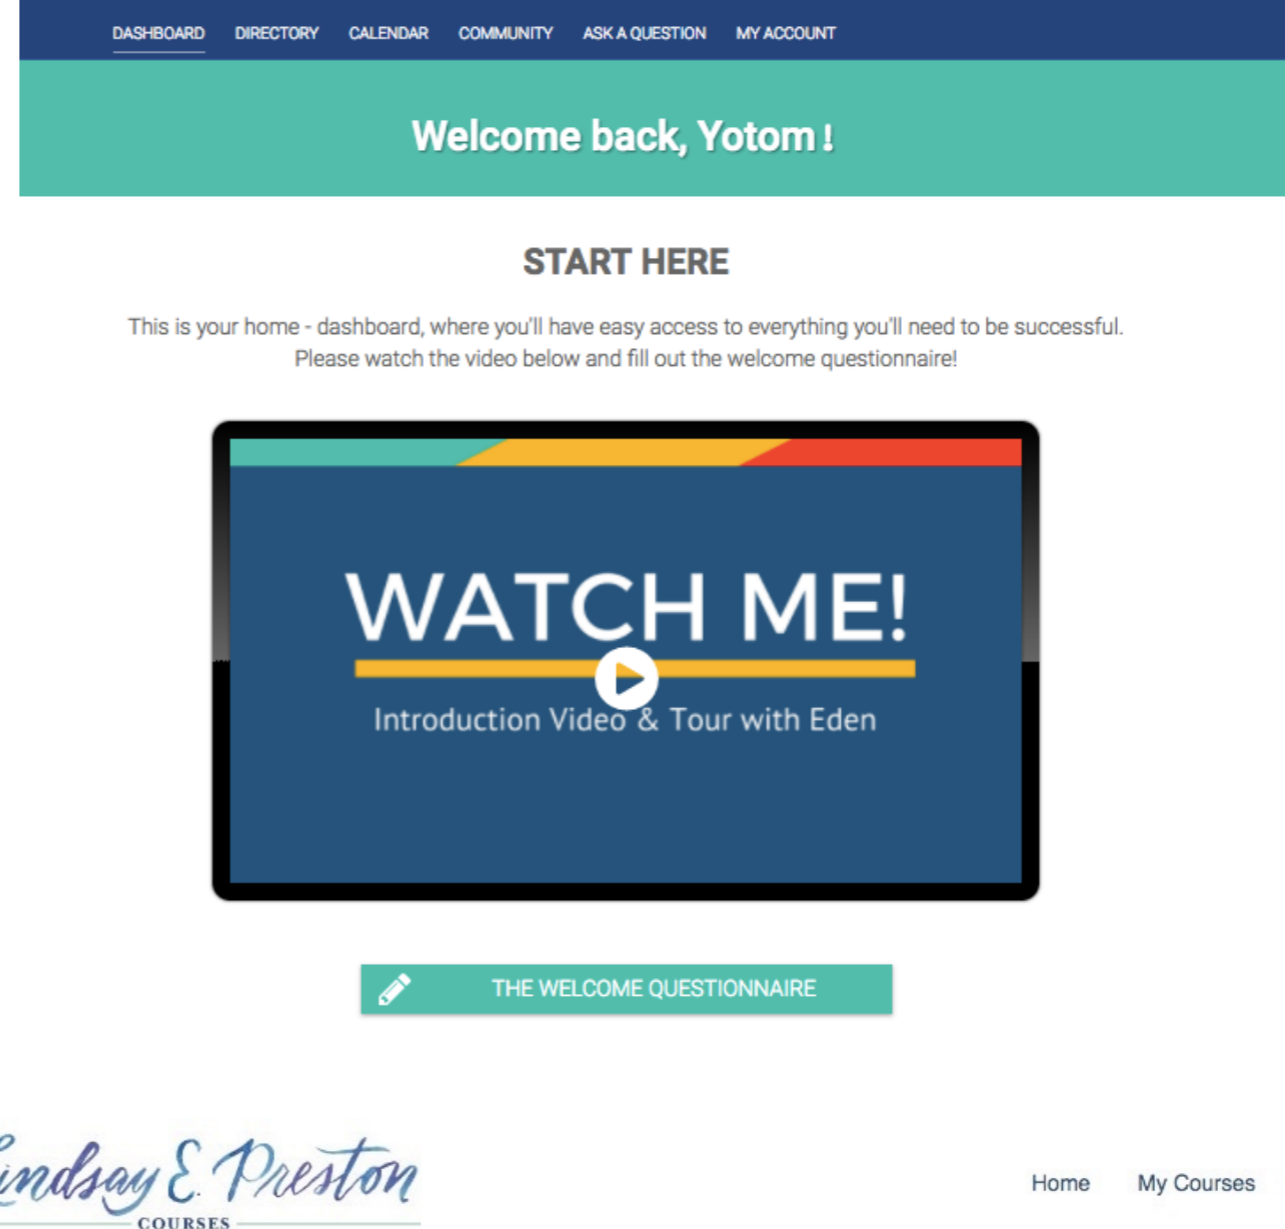 DASHBOARD DIRECTORY CALENDAR COMMUNITY ASK A QUESTION MY ACCOUNT
Welcome back, Yotom !
START HERE
This is your home - dashboard, where you'll have easy access to everything you'll need to be successful.
Please watch the video below and fill out the welcome questionnaire!
WATCH ME!
Introduction Video & Tour with Eden
THE WELCOME QUESTIONNAIRE
Lindsay E. Preston
COURSES
Home My Courses